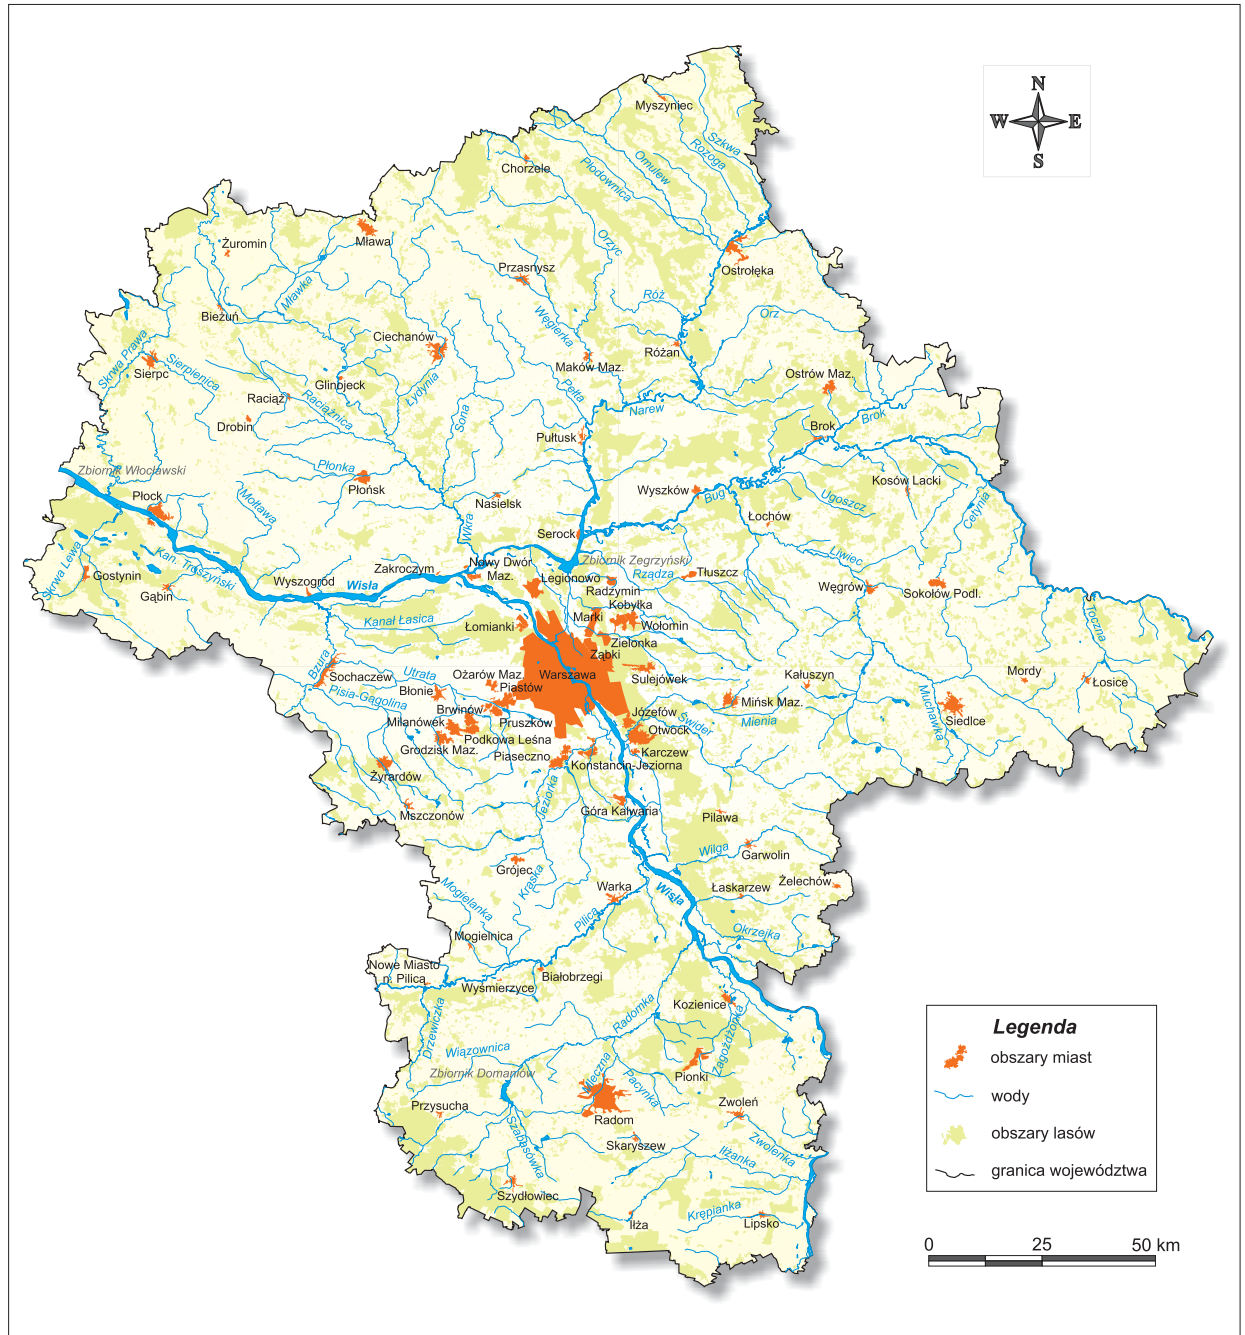 N
W
E
S
Myszyniec
Szkwa
Rozoga
Omulew
Płodownica
Chorzele
Orzyc
Żuromin
Mława
Ostrołęka
Przasnysz
Mławka
Róż
Bieżuń
Orz
Węgierka
Ciechanów
Różan
Skrwa Prawa
Sierpc
Sierpienica
Maków Maz.
Ostrów Maz.
Glinojeck
Łydynia
Pełta
Raciąż
Raciążnica
Sona
Narew
Brok
Drobin
Brok
Pułtusk
Zbiornik Włocławski
Płonka
Płońsk
Wyszków
Bug
Ugoszcz
Kosów Lacki
Cetynia
Płock
Mołtawa
Nasielsk
Łochów
Wkra
Serock
Skrwa Lewa
Kan. Troszyński
Gostynin
Gąbin
Wyszogród
Wisła
Zakroczym
Nowy Dwór
Maz.
Zbiornik Zegrzyński
Legionowo
Rządza
Tłuszcz
Liwiec
Radzymin
Węgrów
Sokołów Podl.
Kobyłka
Toczna
Kanał Łasica
Łomianki
Marki
Wołomin
Zielonka
Ząbki
Bzura
Sochaczew
Utrata
Ożarów Maz.
Warszawa
Sulejówek
Kałuszyn
Mordy
Łosice
Pisia-Gągolina
Błonie
Piastów
Brwinów
Mińsk Maz.
Muchawka
Siedlce
Milanówek
Pruszków
Józefów
Świder
Mienia
Otwock
Podkowa Leśna
Grodzisk Maz.
Piaseczno
Karczew
Konstancin-Jeziorna
Żyrardów
Jeziorka
Mszczonów
Góra Kalwaria
Pilawa
Wilga
Garwolin
Grójec
Kraska
Mogielanka
Warka
Wisła
Łaskarzew
Żelechów
Pilica
Okrzejka
Mogielnica
Nowe Miasto
n. Pilicą
Wyśmierzyce
Białobrzegi
Drzewiczka
Radomka
Kozienice
Zagożdżonka
Wiązownica
Zbiornik Domaniów
Mleczna
Pacynka
Pionki
Przysucha
Radom
Zwoleń
Szabasówka
Skaryszew
Zwolenka
Iłżanka
Szydłowiec
Iłża
Krępianka
Lipsko
Legenda
obszary miast
wody
obszary lasów
granica województwa
0 25 50 km